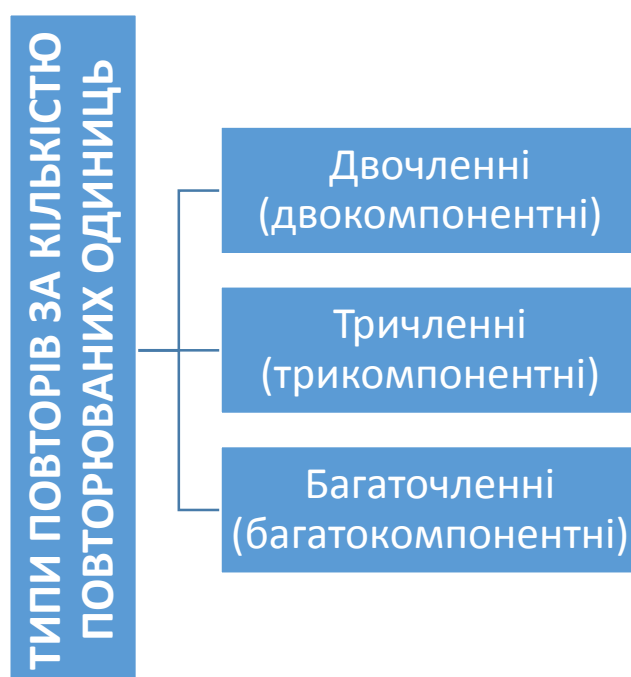 ТИПИ ПОВТОРІВ ЗА КІЛЬКІСТЮ
ПОВТОРЮВАНИХ ОДИНИЦЬ
Двочленні
(двокомпонентні)
Тричленні
(трикомпонентні)
Багаточленні
(багатокомпонентні)